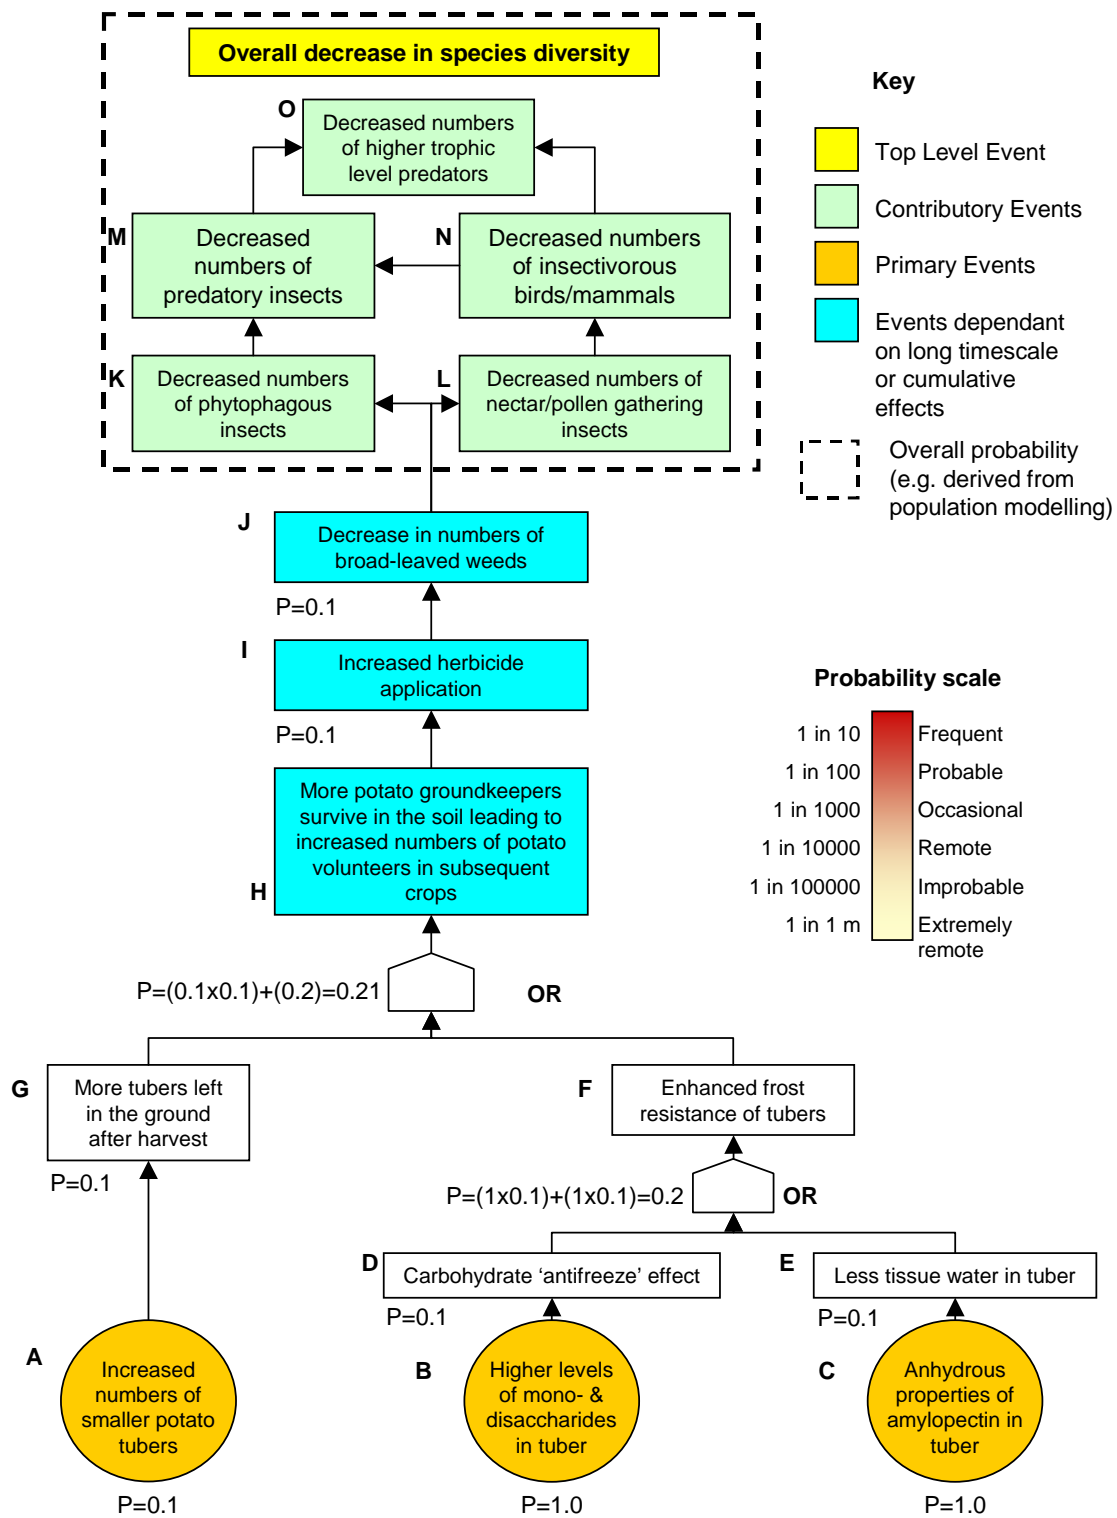 Overall decrease in species diversity
O
Decreased numbers
of higher trophic
level predators
M
Decreased
numbers of
predatory insects
N
Decreased numbers
of insectivorous
birds/mammals
K
Decreased numbers
of phytophagous
insects
L
Decreased numbers of
nectar/pollen gathering
insects
Key
Top Level Event
Contributory Events
Primary Events
Events dependant
on long timescale
or cumulative
effects
Overall probability
(e.g. derived from
population modelling)
J
Decrease in numbers of
broad-leaved weeds
P=0.1
I
Increased herbicide
application
P=0.1
More potato groundkeepers
survive in the soil leading to
increased numbers of potato
volunteers in subsequent
crops
H
Probability scale
1 in 10 Frequent
1 in 100 Probable
1 in 1000 Occasional
1 in 10000 Remote
1 in 100000 Improbable
1 in 1 m Extremely
remote
P=(0.1x0.1)+(0.2)=0.21
OR
G
More tubers left
in the ground
after harvest
P=0.1
F
Enhanced frost
resistance of tubers
P=(1x0.1)+(1x0.1)=0.2
OR
D
Carbohydrate ‘antifreeze’ effect
P=0.1
E
Less tissue water in tuber
P=0.1
A
Increased
numbers of
smaller potato
tubers
P=0.1
B
Higher levels
of mono- &
disaccharides
in tuber
P=1.0
C
Anhydrous
properties of
amylopectin in
tuber
P=1.0